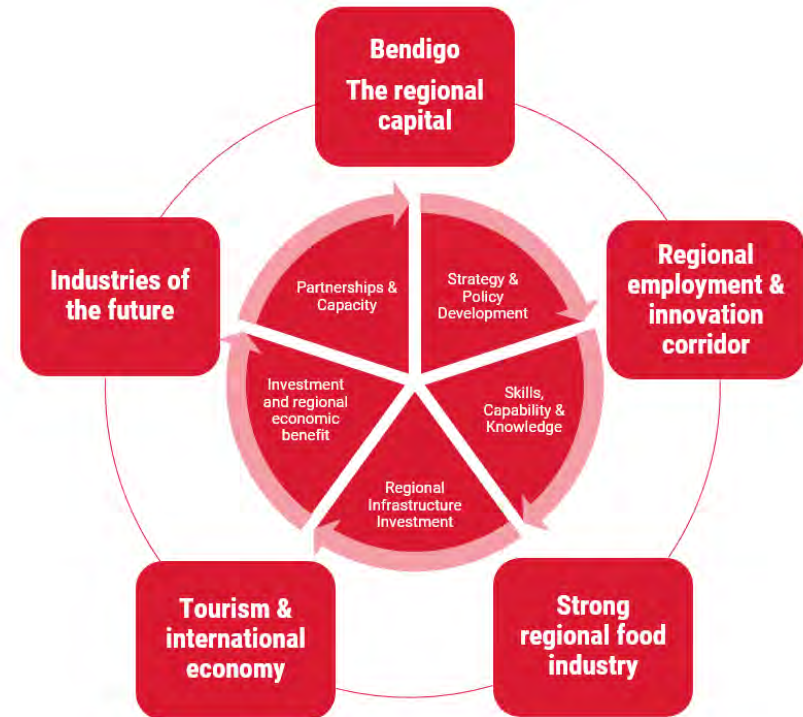 Bendigo
The regional
capital
Industries of
the future
Regional
employment &
innovation
corridor
Partnerships &
Capacity
Strategy &
Policy
Development
Investment
and regional
economic
benefit
Skills,
Capability &
Knowledge
Regional
Infrastructure
Investment
Tourism &
international
economy
Strong
regional food
industry